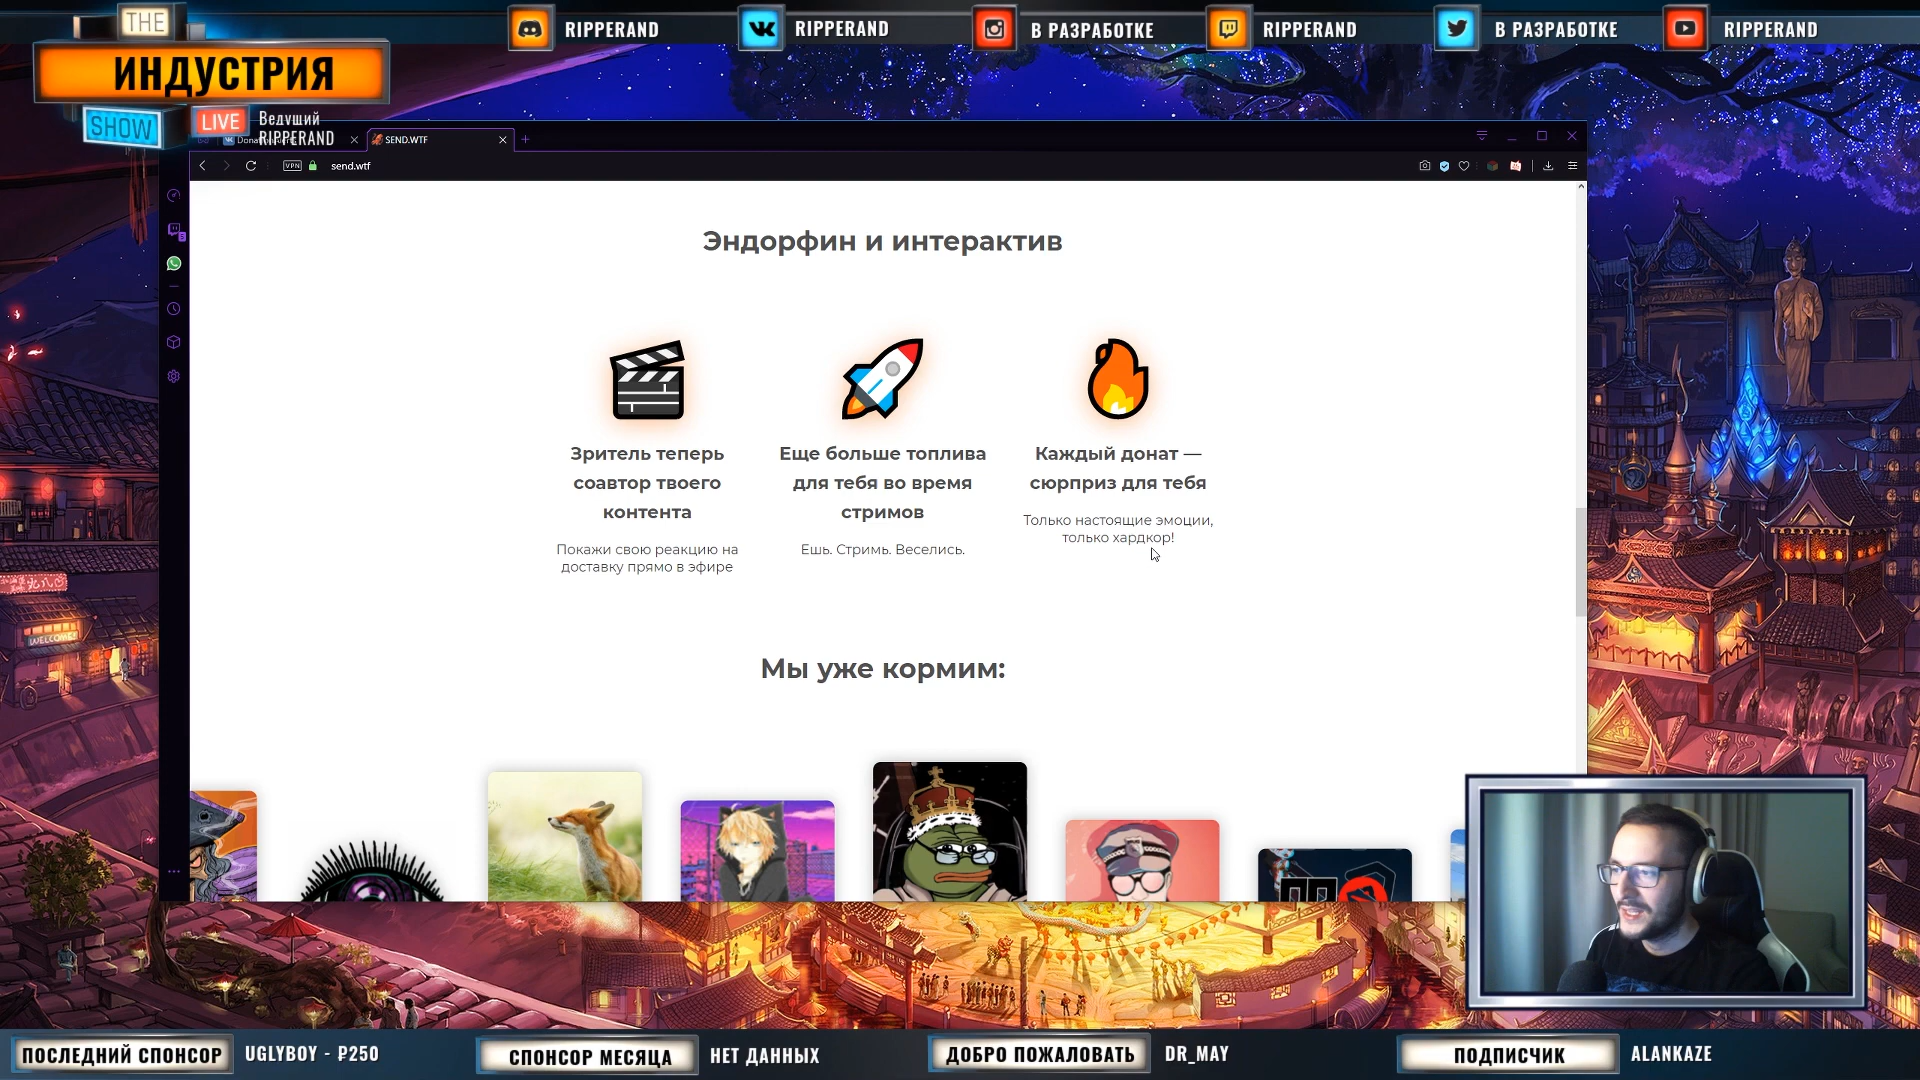 THE
ИНДУСТРИЯ
SHOW
LIVE
Ведущий
RIPPERAND
RIPPERAND
RIPPERAND
В РАЗРАБОТКЕ
RIPPERAND
В РАЗРАБОТКЕ
RIPPERAND
SEND.WTF
VPN
send.wtf
Эндорфин и интерактив
Зритель теперь
соавтор твоего
контента
Покажи свою реакцию на
доставку прямо в эфире
Еще больше топлива
для тебя во время
стримов
Ешь. Стримь. Веселись.
Каждый донат —
сюрприз для тебя
Только настоящие эмоции,
только хардкор!
Мы уже кормим:
WELCOME
ПОСЛЕДНИЙ СПОНСОР
UGLYBOY - ₽250
СПОНСОР МЕСЯЦА
НЕТ ДАННЫХ
ДОБРО ПОЖАЛОВАТЬ
DR_MAY
ПОДПИСЧИК
ALANKAZE